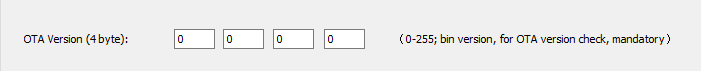 OTA Version (4 byte): 0 0 0 0 （0-255; bin version, for OTA version check, mandatory）